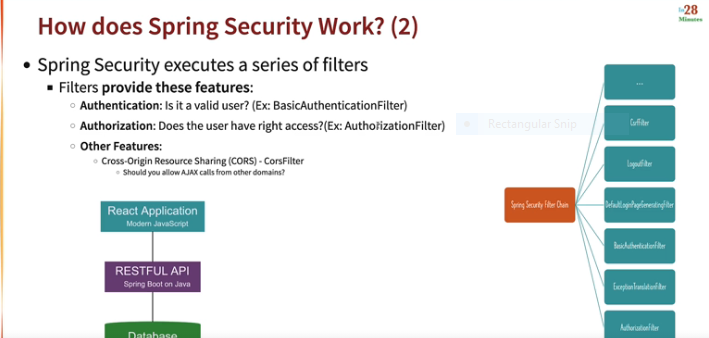 in28
Minutes
How does Spring Security Work? (2)
Spring Security executes a series of filters
Filters provide these features:
Authentication: Is it a valid user? (Ex: BasicAuthenticationFilter)
Authorization: Does the user have right access?(Ex: AuthorizationFilter)
Other Features:
Cross-Origin Resource Sharing (CORS) - CorsFilter
Should you allow AJAX calls from other domains?
Rectangular Snip
React Application
Modern JavaScript
RESTFUL API
Spring Boot on Java
Database
Spring Security Filter Chain
...
CorFilter
LogoutFilter
DefaultLoginPageGeneratingFilter
BasicAuthenticationFilter
ExceptionTranslationFilter
AuthorizationFilter